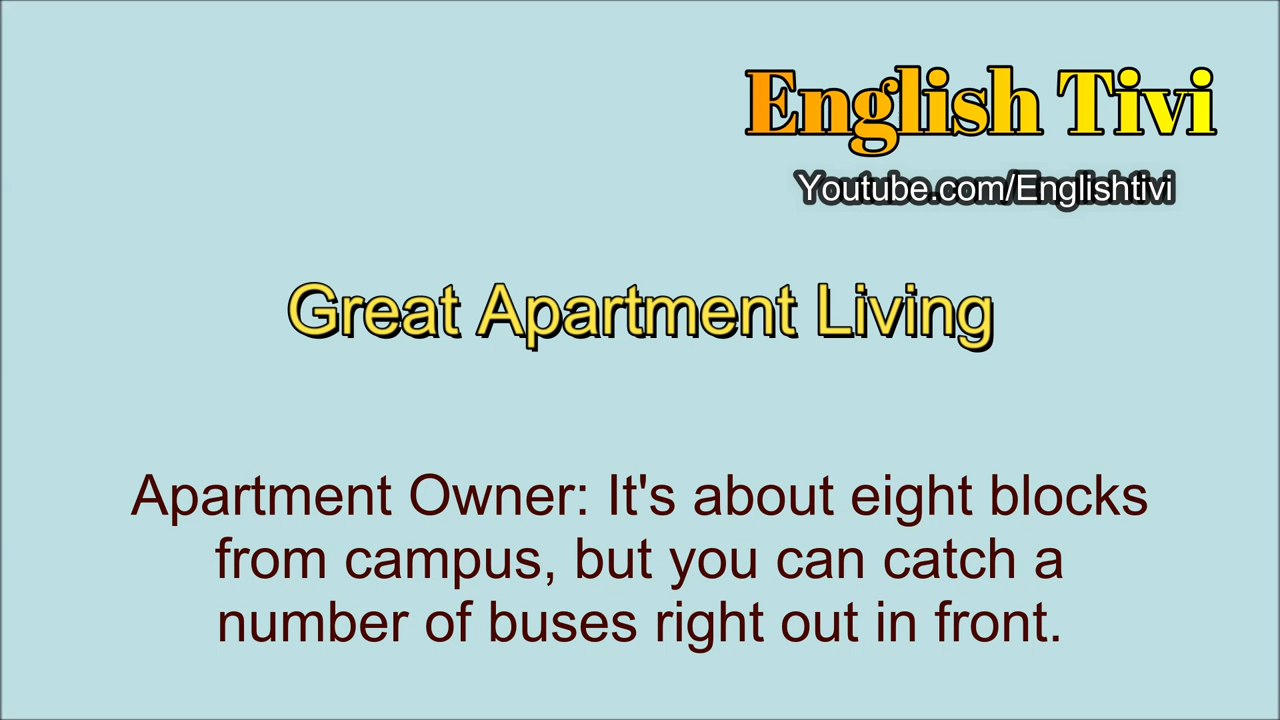 English Tivi
Youtube.com/Englishtivi
Great Apartment Living
Apartment Owner: It's about eight blocks
from campus, but you can catch a
number of buses right out in front.